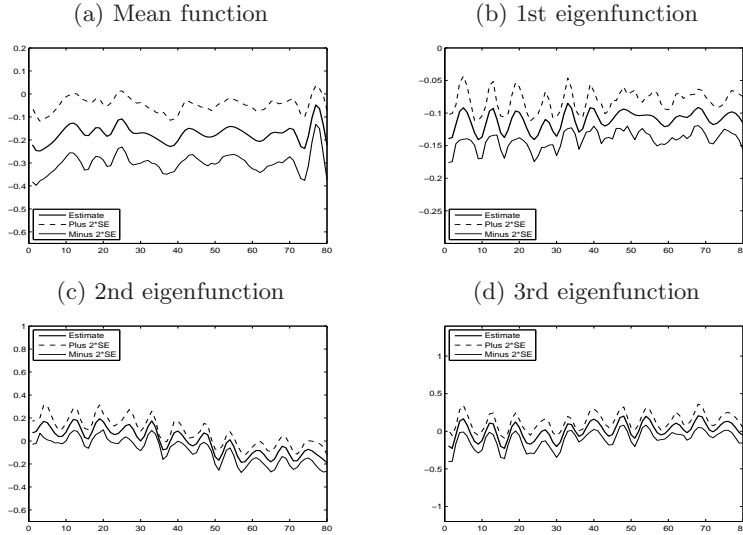 (a) Mean function
(b) 1st eigenfunction
0.2
0.1
0
−0.1
−0.2
−0.3
−0.4
−0.5
−0.6
Estimate
Plus 2*SE
Minus 2*SE
0 10 20 30 40 50 60 70 80
0
−0.05
−0.1
−0.15
−0.2
−0.25
Estimate
Plus 2*SE
Minus 2*SE
0 10 20 30 40 50 60 70 80
(c) 2nd eigenfunction
(d) 3rd eigenfunction
1
0.8
0.6
0.4
0.2
0
−0.2
−0.4
−0.6
Estimate
Plus 2*SE
Minus 2*SE
0 10 20 30 40 50 60 70 80
1
0.5
0
−0.5
−1
Estimate
Plus 2*SE
Minus 2*SE
0 10 20 30 40 50 60 70 80